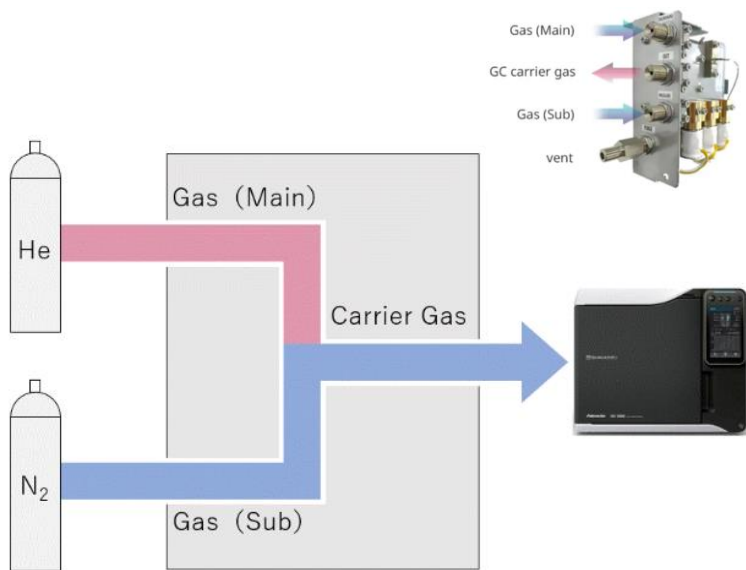 Gas (Main)
GC carrier gas
Gas (Sub)
vent
Gas (Main)
He
Carrier Gas
N₂
Gas (Sub)